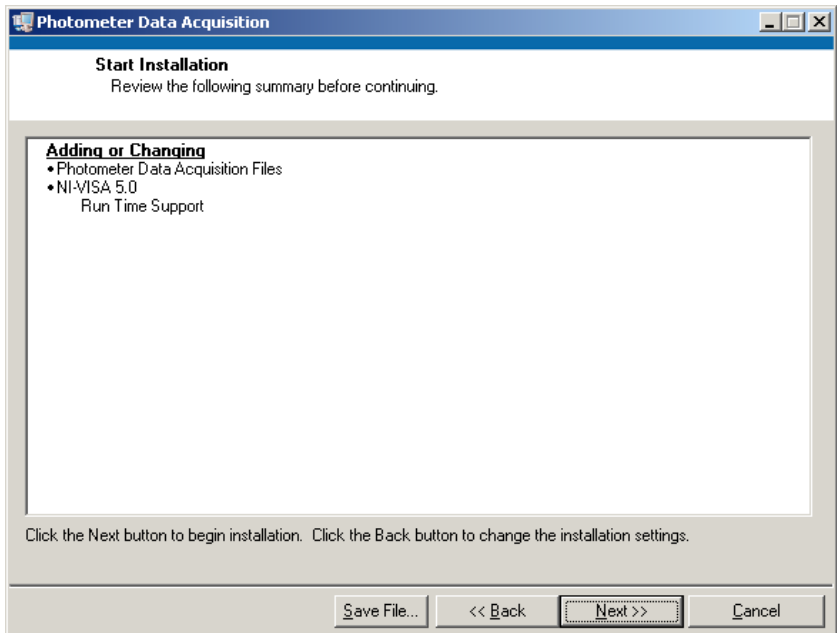 Photometer Data Acquisition
Start Installation
Review the following summary before continuing.
Adding or Changing
•Photometer Data Acquisition Files
•NI-VISA 5.0
Run Time Support
Click the Next button to begin installation.  Click the Back button to change the installation settings.
Save File... << Back Next >> Cancel